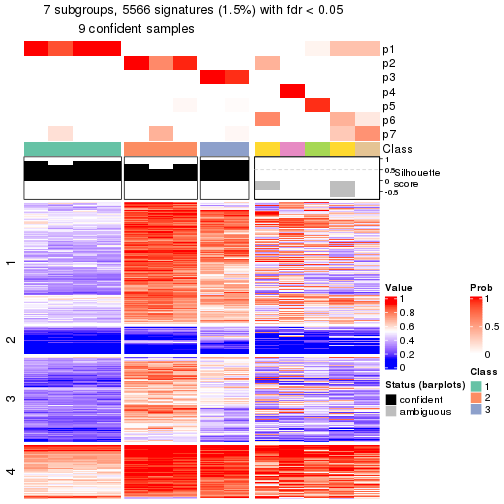 7 subgroups, 5566 signatures (1.5%) with fdr < 0.05
9 confident samples
p1
p2
p3
p4
p5
p6
p7
Class
1
0.5
0
-0.5
Silhouette
score
1
2
3
4
Value
1
0.8
0.6
0.4
0.2
0
Prob
1
0.5
0
Status (barplots)
confident
ambiguous
Class
1
2
3